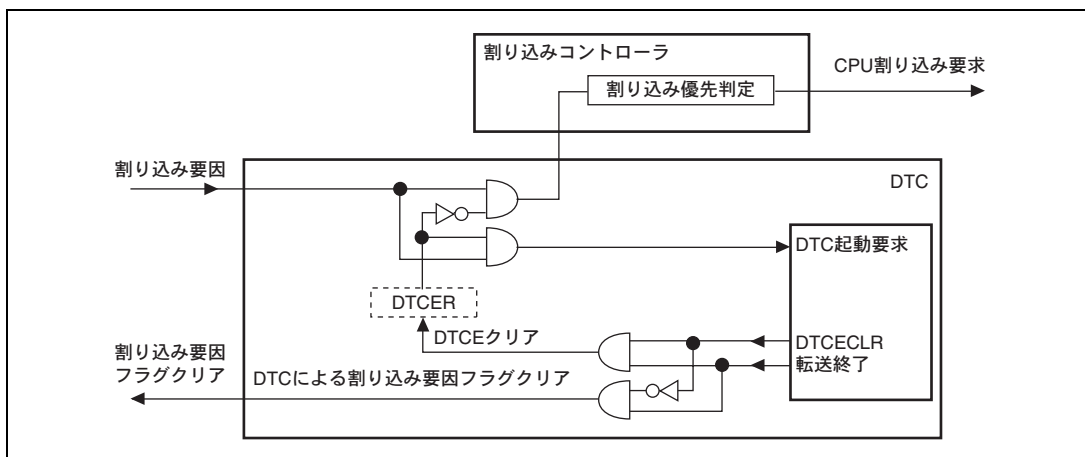 割り込みコントローラ
割り込み優先判定
CPU割り込み要求
割り込み要因
DTC
DTC起動要求
DTCER
DTCEクリア
DTCECLR
転送終了
割り込み要因
フラグクリア
DTCによる割り込み要因フラグクリア